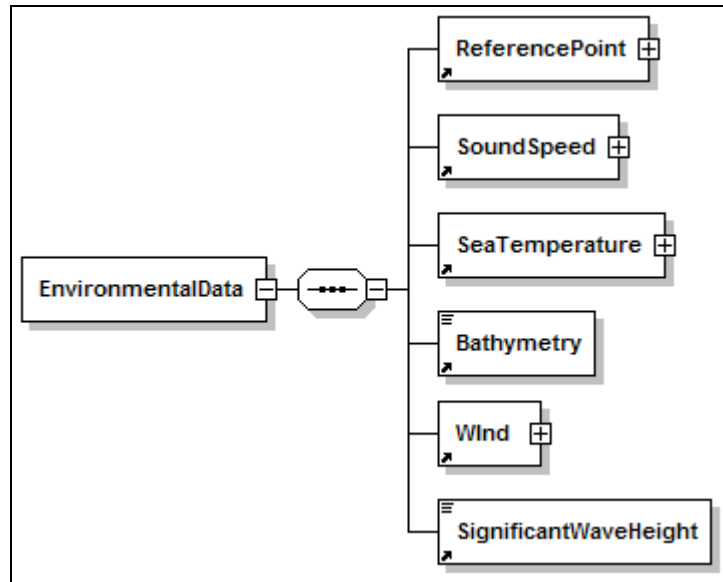 ReferencePoint
SoundSpeed
SeaTemperature
EnvironmentalData
Bathymetry
WInd
SignificantWaveHeight